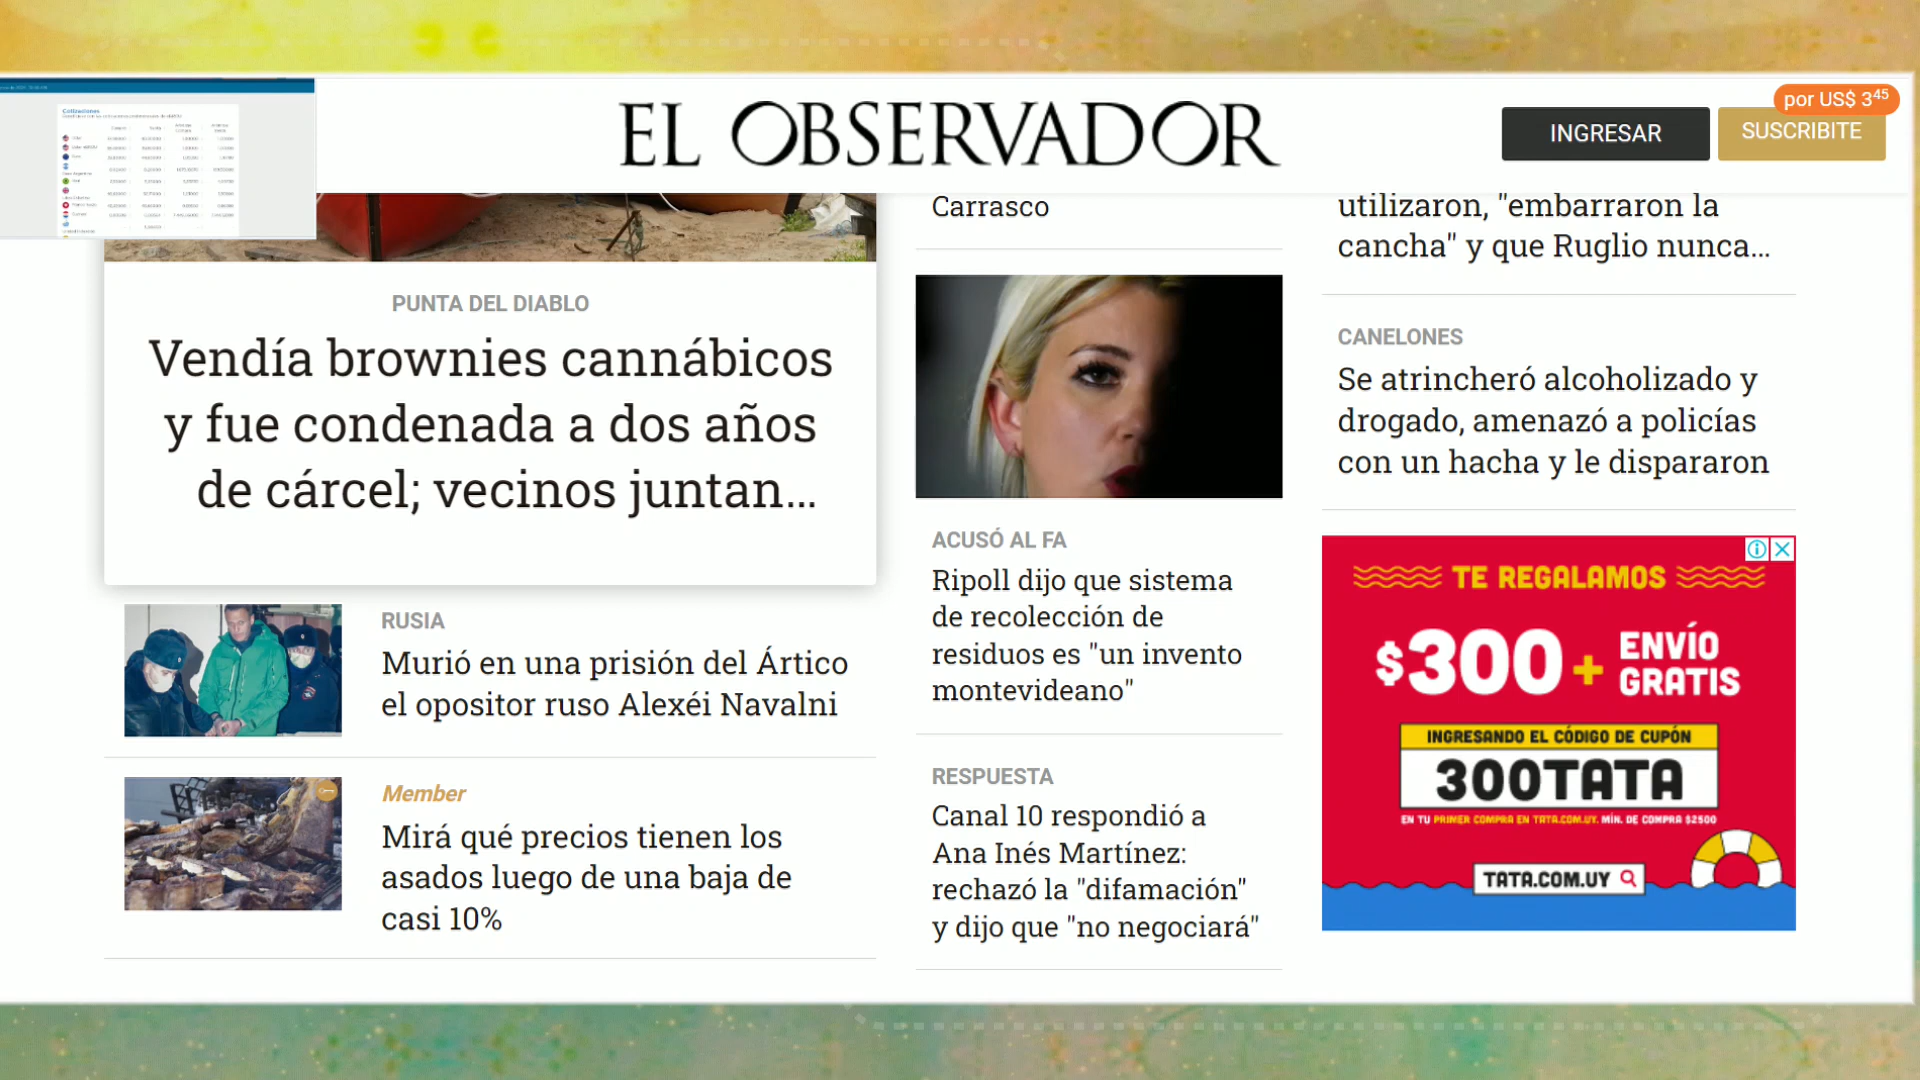 Cotizaciones
EL OBSERVADOR
INGRESAR
por US$ 3⁴⁵
SUSCRIBITE
PUNTA DEL DIABLO
Vendía brownies cannábicos
y fue condenada a dos años
de cárcel; vecinos juntan...
RUSIA
Murió en una prisión del Ártico
el opositor ruso Alexéi Navalni
Member
Mirá qué precios tienen los
asados luego de una baja de
casi 10%
Carrasco
ACUSÓ AL FA
Ripoll dijo que sistema
de recolección de
residuos es "un invento
montevideano"
RESPUESTA
Canal 10 respondió a
Ana Inés Martínez:
rechazó la "difamación"
y dijo que "no negociará"
utilizaron, "embarraron la
cancha" y que Ruglio nunca...
CANELONES
Se atrincheró alcoholizado y
drogado, amenazó a policías
con un hacha y le dispararon
TE REGALAMOS
$300 + ENVÍO
GRATIS
INGRESANDO EL CÓDIGO DE CUPÓN
300TATA
EN TU PRIMER COMPRA EN TATA.COM.UY. MÍN. DE COMPRA $2500
TATA.COM.UY